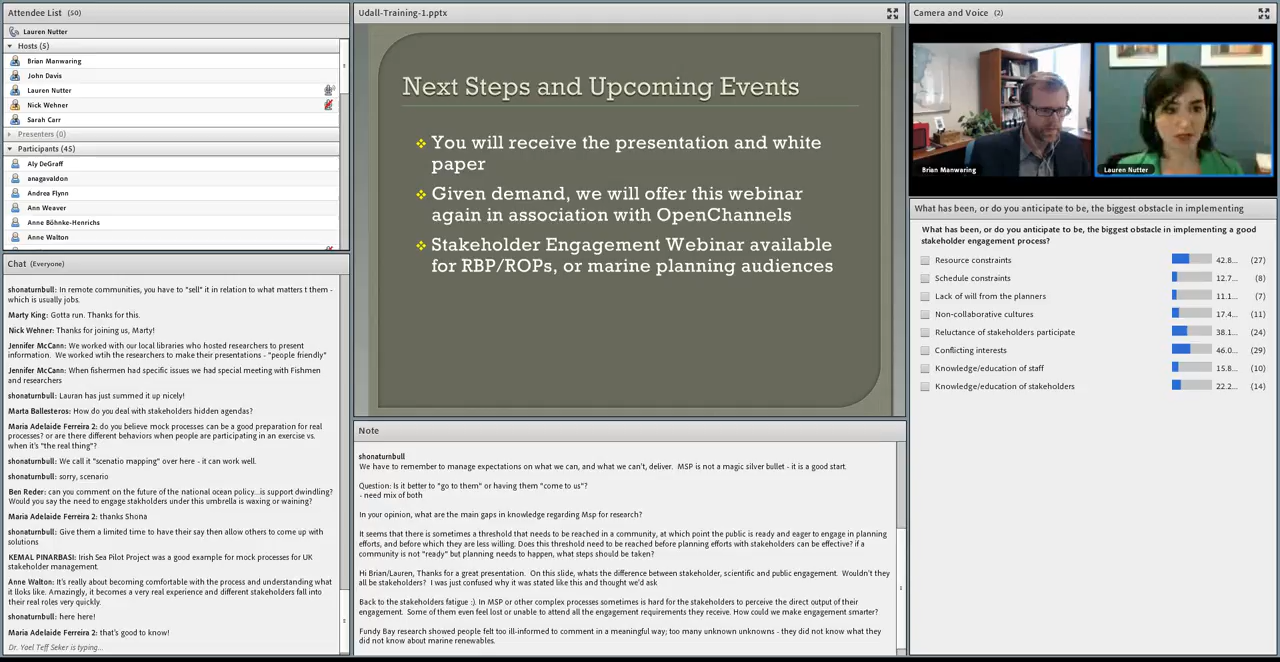 Attendee List (50)
Lauren Nutter
Hosts (5)
Brian Manwaring
John Davis
Lauren Nutter
Nick Wehner
Sarah Carr
Presenters (0)
Participants (45)
Aly DeGraff
anagavaldon
Andrea Flynn
Ann Weaver
Anne Böhnke-Henrichs
Anne Walton
Chat (Everyone)
shonaturnbull: In remote communities, you have to "sell" it in relation to what matters t them -
which is usually jobs.
Marty King: Gotta run. Thanks for this.
Nick Wehner: Thanks for joining us, Marty!
Jennifer McCann: We worked with our local libraries who hosted researchers to present
information. We worked wtih the researchers to make their presentations - "people friendly"
Jennifer McCann: When fishermen had specific issues we had special meeting with Fishmen
and researchers
shonaturnbull: Lauran has just summed it up nicely!
Marta Ballesteros: How do you deal with stakeholders hidden agendas?
Maria Adelaide Ferreira 2: do you believe mock processes can be a good preparation for real
processes? or are there different behaviors when people are participating in an exercise vs.
when it's "the real thing"?
shonaturnbull: We call it "scenatio mapping" over here - it can work well.
shonaturnbull: sorry, scenario
Ben Reder: can you comment on the future of the national ocean policy...is support dwindling?
Would you say the need to engage stkaholders under this umbrella is waxing or waining?
Maria Adelaide Ferreira 2: thanks Shona
shonaturnbull: Give them a limited time to have their say then allow others to come up with
solutions
KEMAL PINARBASI: Irish Sea Pilot Project was a good example for mock processes for UK
stakeholder management.
Anne Walton: It's really about becoming comfortable with the process and understanding what
it lloks like. Amazingly, it becomes a very real experience and different stakeholders fall into
their real roles very quickly.
shonaturnbull: here here!
Maria Adelaide Ferreira 2: that's good to know!
Dr. Yael Teff Seker is typing...
Udall-Training-1.pptx
Next Steps and Upcoming Events
You will receive the presentation and white
paper
Given demand, we will offer this webinar
again in association with OpenChannels
Stakeholder Engagement Webinar available
for RBP/ROPs, or marine planning audiences
Note
shonaturnbull
We have to remember to manage expectations on what we can, and what we can't, deliver. MSP is not a magic silver bullet - it is a good start.
Question: Is it better to "go to them" or having them "come to us"?
- need mix of both
In your opinion, what are the main gaps in knowledge regarding Msp for research?
It seems that there is sometimes a threshold that needs to be reached in a community, at which point the public is ready and eager to engage in planning
efforts, and before which they are less willing. Does this threshold need to be reached before planning efforts with stakeholders can be effective? if a
community is not "ready" but planning needs to happen, what steps should be taken?
Hi Brian/Lauren, Thanks for a great presentation. On this slide, whats the difference between stakeholder, scientific and public engagement. Wouldn't they
all be stakeholders? I was just confused why it was stated like this and thought we'd ask
Back to the stakeholders fatigue :). In MSP or other complex processes sometimes is hard for the stakeholders to perceive the direct output of their
engagement. Some of them even feel lost or unable to attend all the engagement requirements they receive. How could we make engagement smarter?
Fundy Bay research showed people felt too ill-informed to comment in a meaningful way; too many unknown unknowns - they did not know what they
did not know about marine renewables.
Camera and Voice (2)
Brian Manwaring
Lauren Nutter
What has been, or do you anticipate to be, the biggest obstacle in implementing
What has been, or do you anticipate to be, the biggest obstacle in implementing a good
stakeholder engagement process?
Resource constraints 42.8... (27)
Schedule constraints 12.7... (8)
Lack of will from the planners 11.1... (7)
Non-collaborative cultures 17.4... (11)
Reluctance of stakeholders participate 38.1... (24)
Conflicting interests 46.0... (29)
Knowledge/education of staff 15.8... (10)
Knowledge/education of stakeholders 22.2... (14)